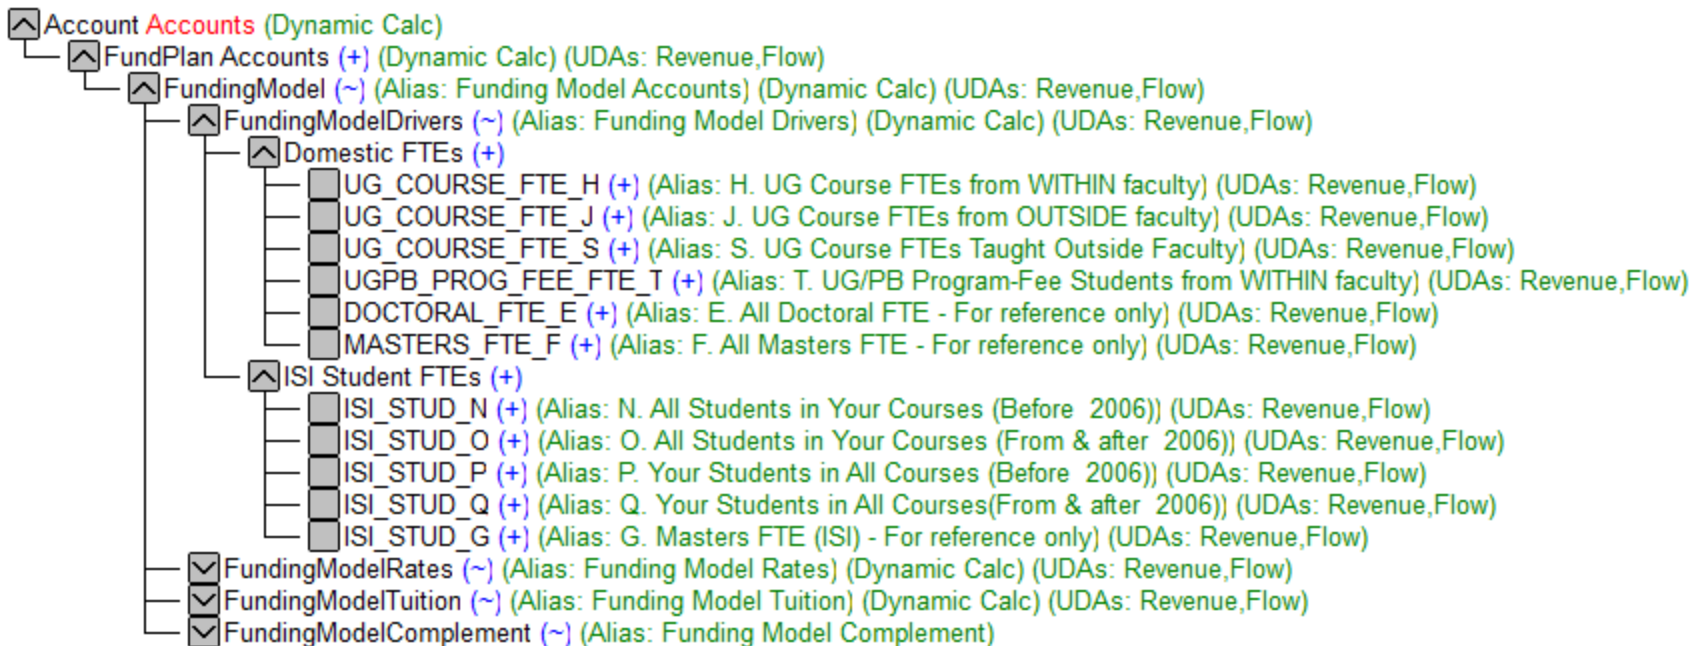 Account Accounts (Dynamic Calc)
FundPlan Accounts (+) (Dynamic Calc) (UDAs: Revenue,Flow)
FundingModel (~) (Alias: Funding Model Accounts) (Dynamic Calc) (UDAs: Revenue,Flow)
FundingModelDrivers (~) (Alias: Funding Model Drivers) (Dynamic Calc) (UDAs: Revenue,Flow)
Domestic FTEs (+)
UG_COURSE_FTE_H (+) (Alias: H. UG Course FTEs from WITHIN faculty) (UDAs: Revenue,Flow)
UG_COURSE_FTE_J (+) (Alias: J. UG Course FTEs from OUTSIDE faculty) (UDAs: Revenue,Flow)
UG_COURSE_FTE_S (+) (Alias: S. UG Course FTEs Taught Outside Faculty) (UDAs: Revenue,Flow)
UGPB_PROG_FEE_FTE_T (+) (Alias: T. UG/PB Program-Fee Students from WITHIN faculty) (UDAs: Revenue,Flow)
DOCTORAL_FTE_E (+) (Alias: E. All Doctoral FTE - For reference only) (UDAs: Revenue,Flow)
MASTERS_FTE_F (+) (Alias: F. All Masters FTE - For reference only) (UDAs: Revenue,Flow)
ISI Student FTEs (+)
ISI_STUD_N (+) (Alias: N. All Students in Your Courses (Before  2006)) (UDAs: Revenue,Flow)
ISI_STUD_O (+) (Alias: O. All Students in Your Courses (From & after  2006)) (UDAs: Revenue,Flow)
ISI_STUD_P (+) (Alias: P. Your Students in All Courses (Before  2006)) (UDAs: Revenue,Flow)
ISI_STUD_Q (+) (Alias: Q. Your Students in All Courses(From & after  2006)) (UDAs: Revenue,Flow)
ISI_STUD_G (+) (Alias: G. Masters FTE (ISI) - For reference only) (UDAs: Revenue,Flow)
FundingModelRates (~) (Alias: Funding Model Rates) (Dynamic Calc) (UDAs: Revenue,Flow)
FundingModelTuition (~) (Alias: Funding Model Tuition) (Dynamic Calc) (UDAs: Revenue,Flow)
FundingModelComplement (~) (Alias: Funding Model Complement)